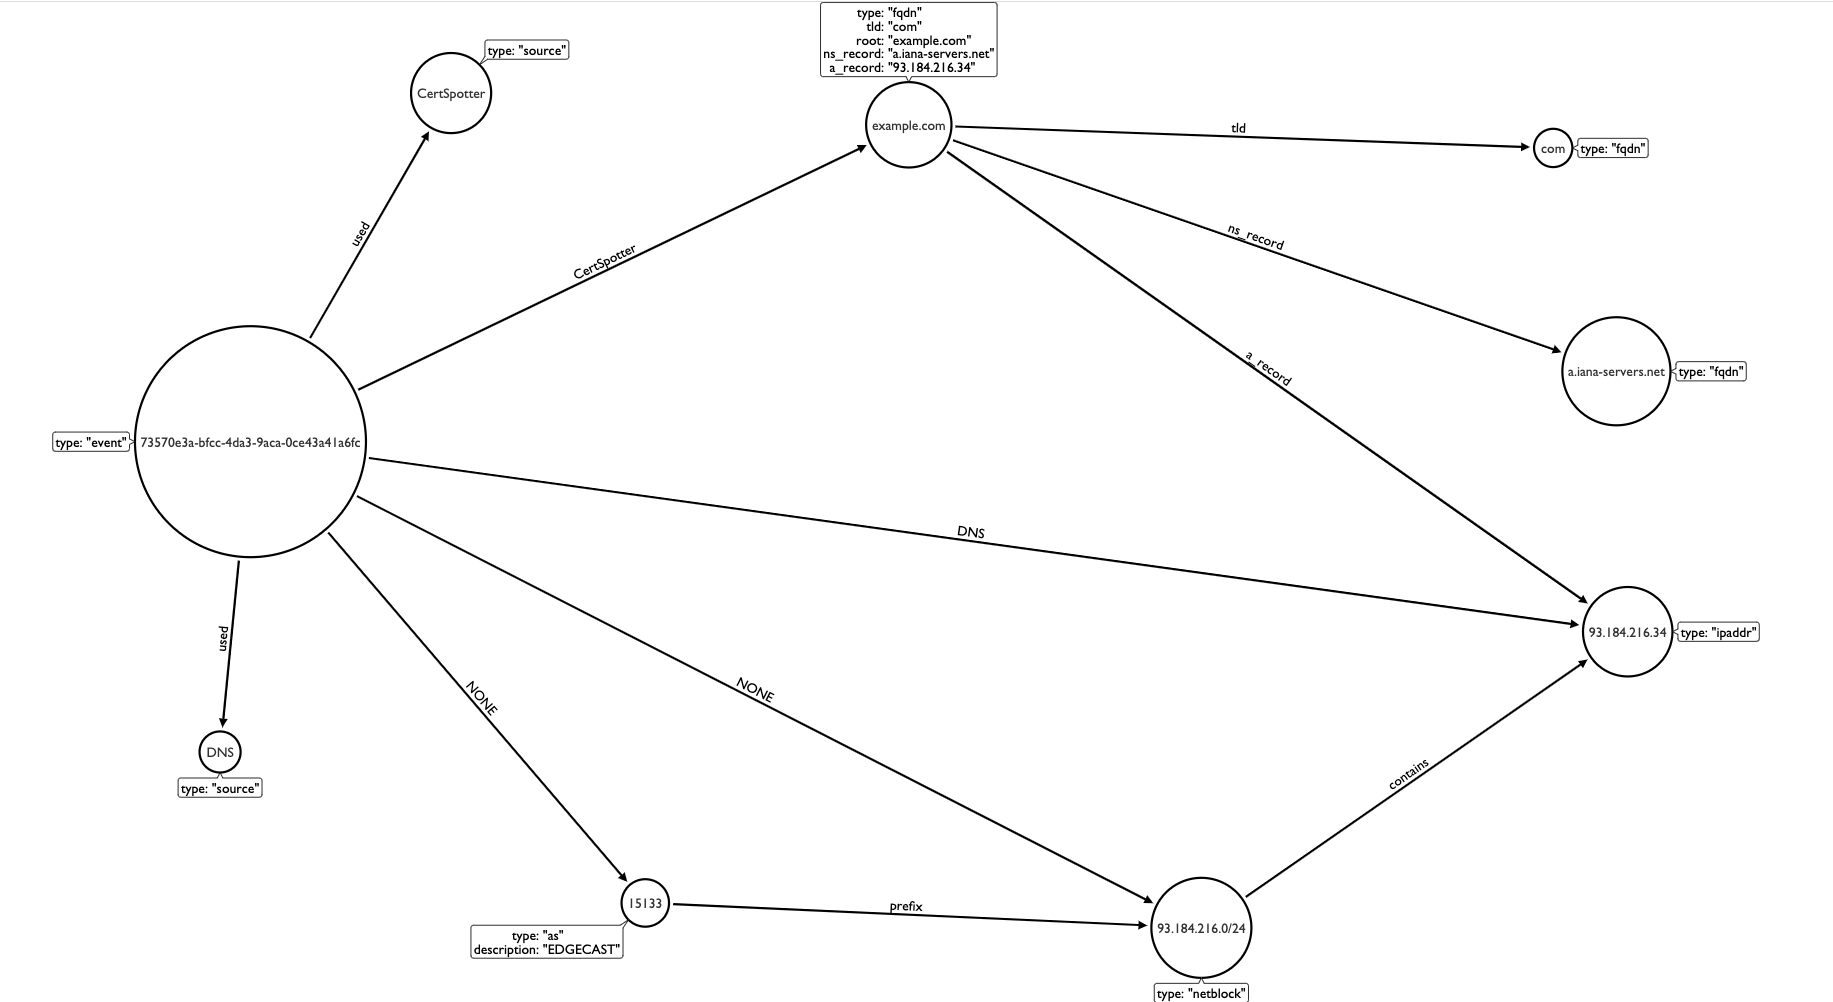 type: "fqdn"
tld: "com"
root: "example.com"
ns_record: "a.iana-servers.net"
a_record: "93.184.216.34"
type: "source"
CertSpotter
example.com
tld
com
type: "fqdn"
used
CertSpotter
ns_record
a_record
a.iana-servers.net
type: "fqdn"
type: "event"
73570e3a-bfcc-4da3-9aca-0ce43a41a6fc
DNS
used
93.184.216.34
type: "ipaddr"
NONE
NONE
DNS
type: "source"
contains
15133
prefix
93.184.216.0/24
type: "as"
description: "EDGECAST"
type: "netblock"